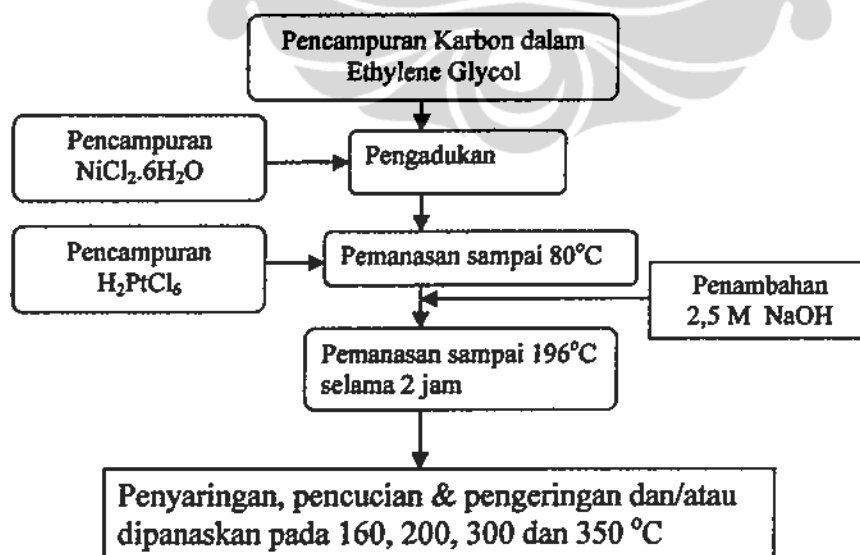 Pencampuran Karbon dalam
Ethylene Glycol
Pencampuran
NiCl₂.6H₂O
Pengadukan
Pencampuran
H₂PtCl₆
Pemanasan sampai 80°C
Penambahan
2,5 M NaOH
Pemanasan sampai 196°C
selama 2 jam
Penyaringan, pencucian & pengeringan dan/atau
dipanaskan pada 160, 200, 300 dan 350 °C